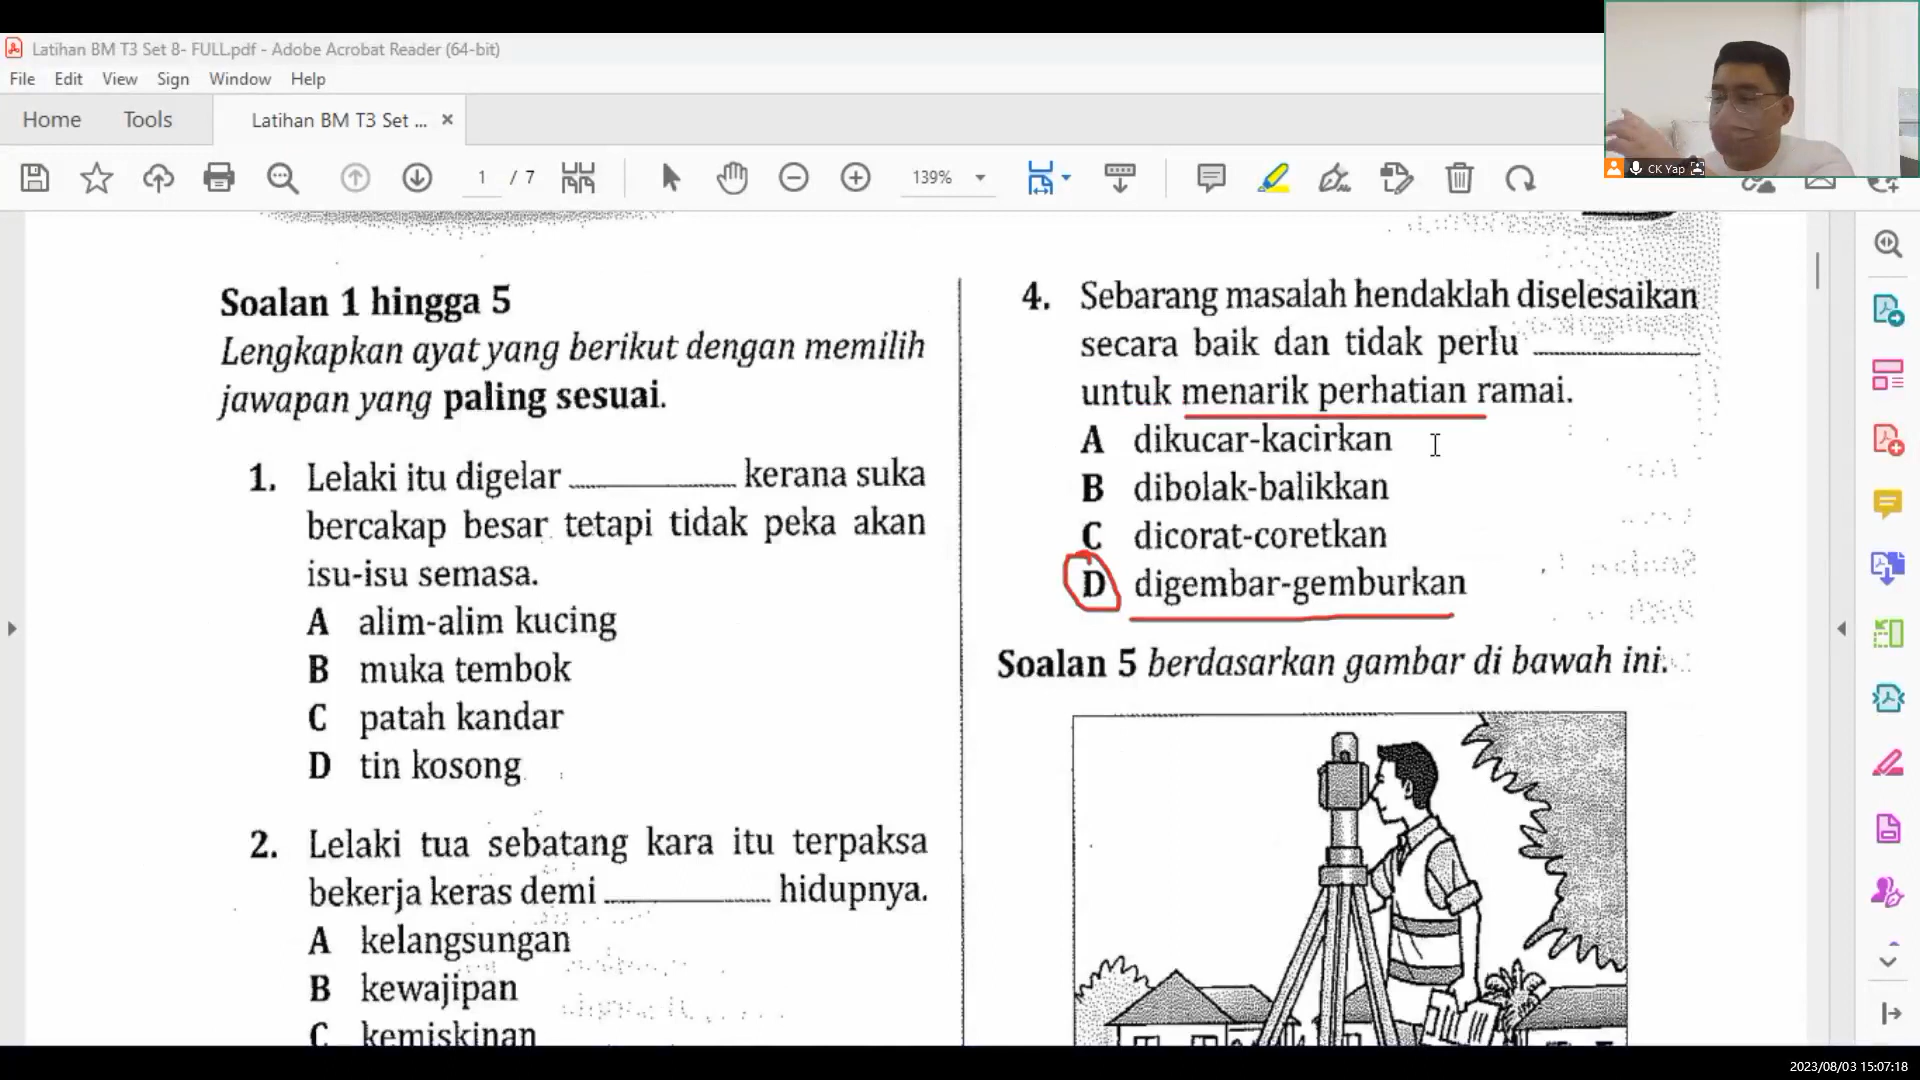 Latihan BM T3 Set 8- FULL.pdf - Adobe Acrobat Reader (64-bit)
File Edit View Sign Window Help
Home Tools Latihan BM T3 Set ... ×
1 / 7 139%
CK Yap
Soalan 1 hingga 5
Lengkapkan ayat yang berikut dengan memilih
jawapan yang paling sesuai.
1. Lelaki itu digelar ____________ kerana suka
bercakap besar tetapi tidak peka akan
isu-isu semasa.
A alim-alim kucing
B muka tembok
C patah kandar
D tin kosong
2. Lelaki tua sebatang kara itu terpaksa
bekerja keras demi ____________ hidupnya.
A kelangsungan
B kewajipan
C kemiskinan
4. Sebarang masalah hendaklah diselesaikan
secara baik dan tidak perlu ____________
untuk menarik perhatian ramai.
A dikucar-kacirkan
B dibolak-balikkan
C dicorat-coretkan
D digembar-gemburkan
Soalan 5 berdasarkan gambar di bawah ini.
2023/08/03 15:07:18